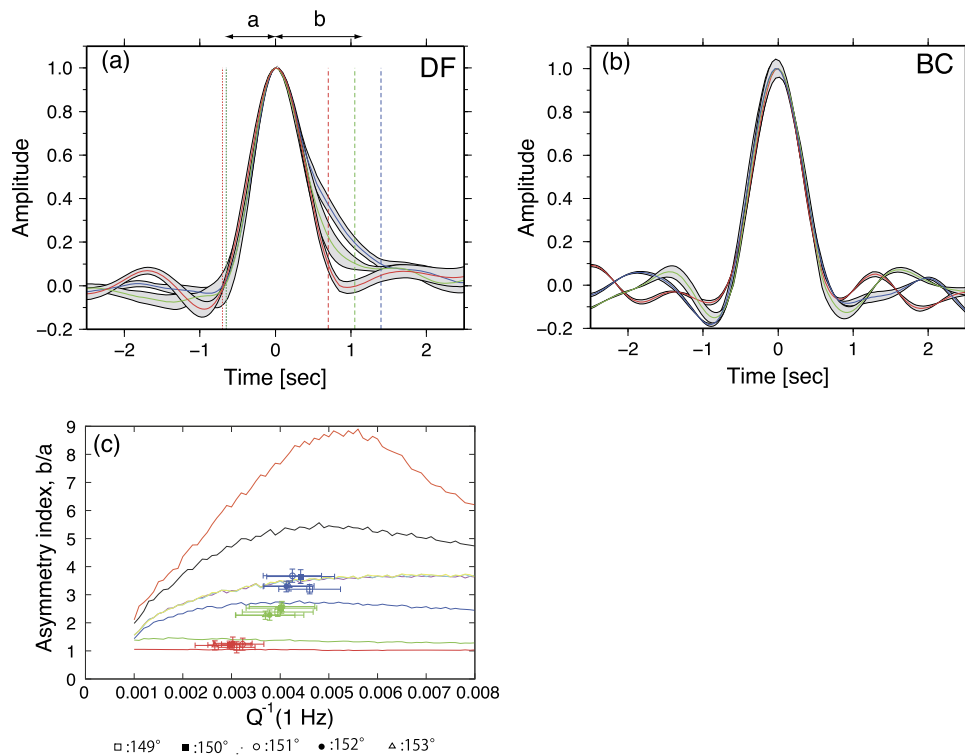 a b
(a) DF
1.0
0.8
0.6
0.4
0.2
0.0
−0.2
Amplitude
−2 −1 0 1 2
Time [sec]
(b) BC
1.0
0.8
0.6
0.4
0.2
0.0
−0.2
Amplitude
−2 −1 0 1 2
Time [sec]
(c)
9
8
7
6
5
4
3
2
1
0
Asymmetry index, b/a
0 0.001 0.002 0.003 0.004 0.005 0.006 0.007 0.008
Q⁻¹(1 Hz)
□ :149° ■ :150° ○ :151° ● :152° △ :153°